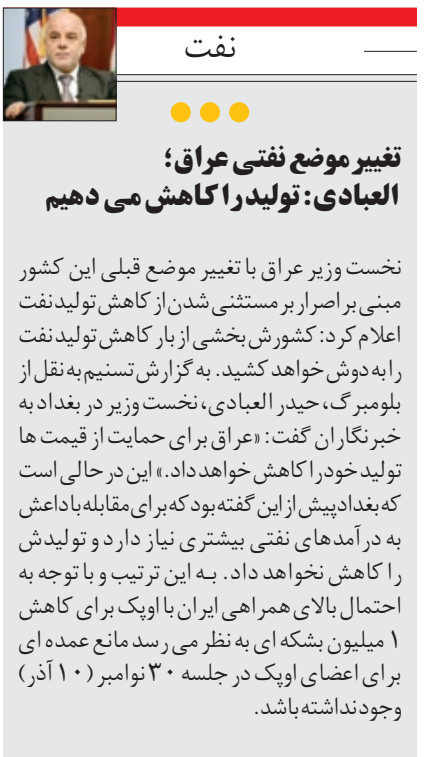 نفت
تغییر موضع نفتی عراق؛
العبادی: تولید را کاهش می دهیم
نخست وزیر عراق با تغییر موضع قبلی این کشور
مبنی بر اصرار بر مستثنی شدن از کاهش تولید نفت
اعلام کرد: کشورش بخشی از بار کاهش تولید نفت
را به دوش خواهد کشید. به گزارش تسنیم به نقل از
بلومبرگ، حیدر العبادی، نخست وزیر در بغداد به
خبرنگاران گفت: «عراق برای حمایت از قیمت ها
تولید خود را کاهش خواهد داد.» این در حالی است
که بغداد پیش از این گفته بود که برای مقابله با داعش
به درآمدهای نفتی بیشتری نیاز دارد و تولیدش
را کاهش نخواهد داد. به این ترتیب و با توجه به
احتمال بالای همراهی ایران با اوپک برای کاهش
۱ میلیون بشکه ای به نظر می رسد مانع عمده ای
برای اعضای اوپک در جلسه ۳۰ نوامبر (۱۰ آذر)
وجود نداشته باشد.